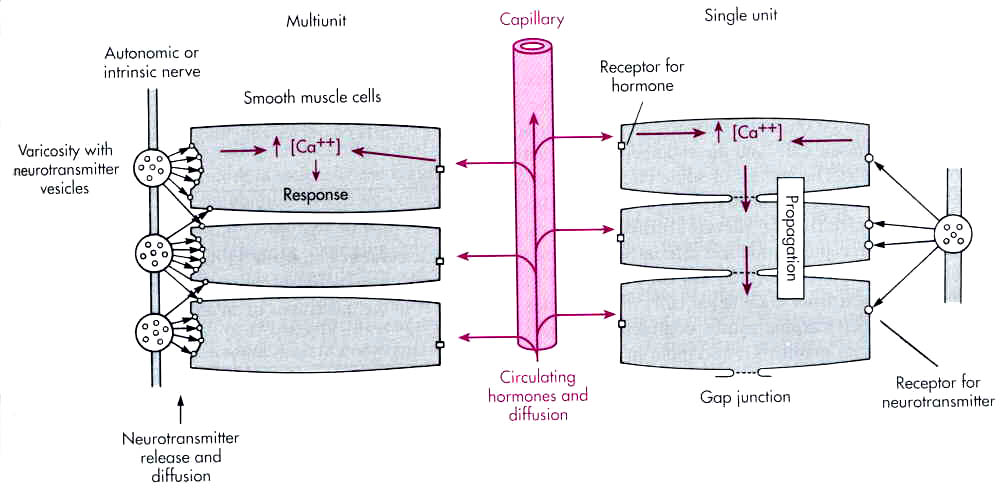 Multiunit
Capillary
Single unit
Autonomic or
intrinsic nerve
Receptor for
hormone
Smooth muscle cells
Varicosity with
neurotransmitter
vesicles
[Ca++]
Response
[Ca++]
Propagation
Circulating
hormones and
diffusion
Gap junction
Receptor for
neurotransmitter
Neurotransmitter
release and
diffusion